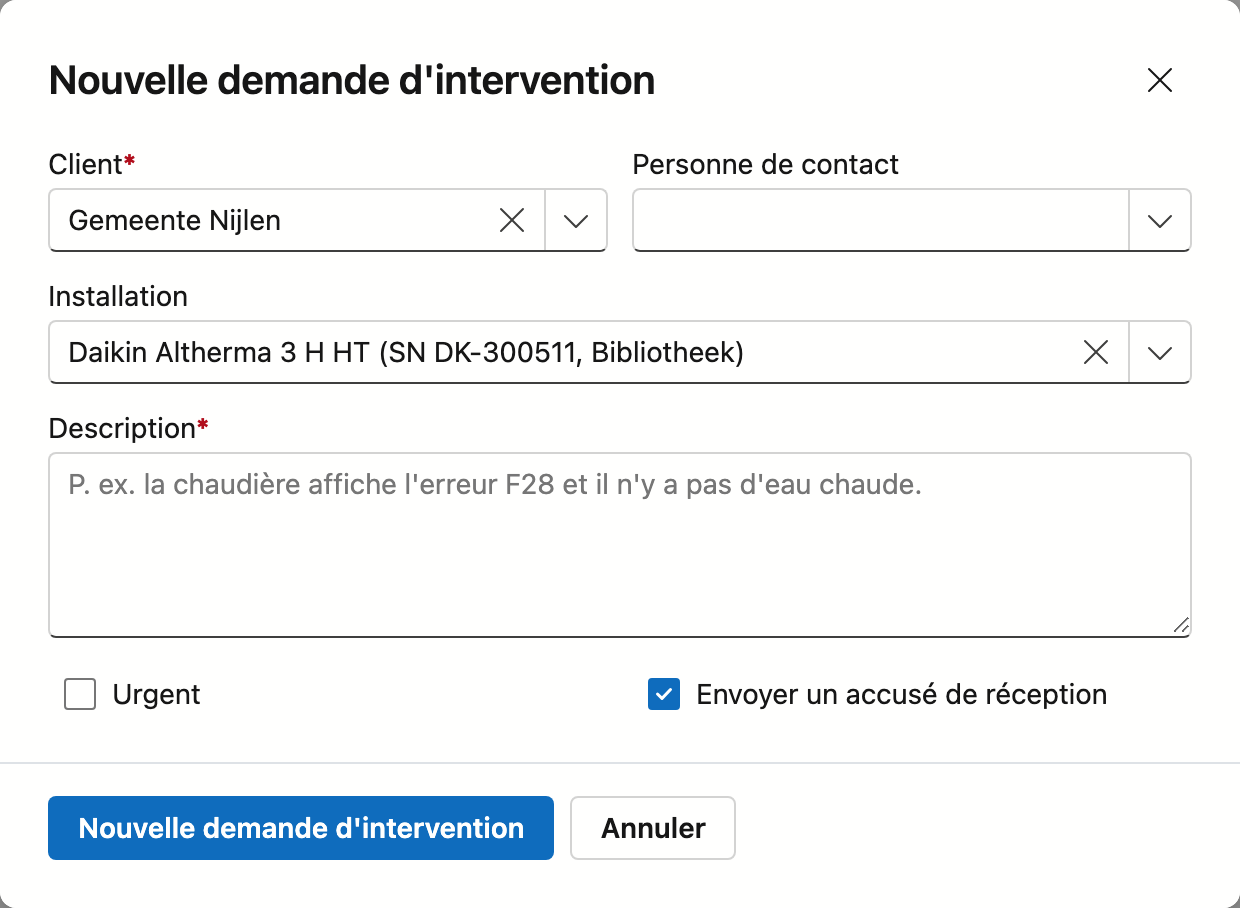 Nouvelle demande d'intervention
Client*
Personne de contact
Gemeente Nijlen
Installation
Daikin Altherma 3 H HT (SN DK-300511, Bibliotheek)
Description*
P. ex. la chaudière affiche l'erreur F28 et il n'y a pas d'eau chaude.
Urgent
Envoyer un accusé de réception
Nouvelle demande d'intervention
Annuler